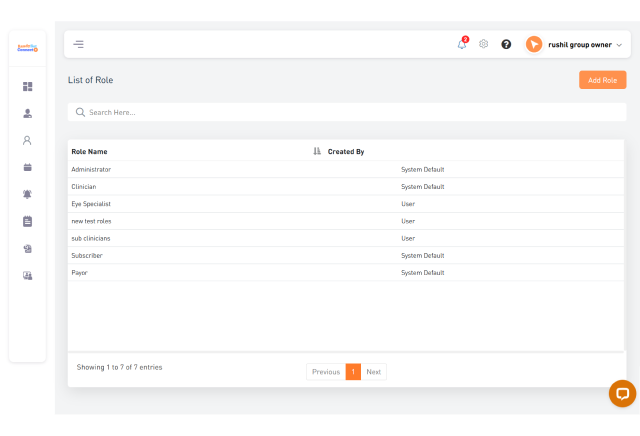 2
rushil group owner
List of Role
Add Role
Search Here...
Role Name Created By
Administrator System Default
Clinician System Default
Eye Specialist User
new test roles User
sub clinicians User
Subscriber System Default
Payor System Default
Showing 1 to 7 of 7 entries
Previous 1 Next